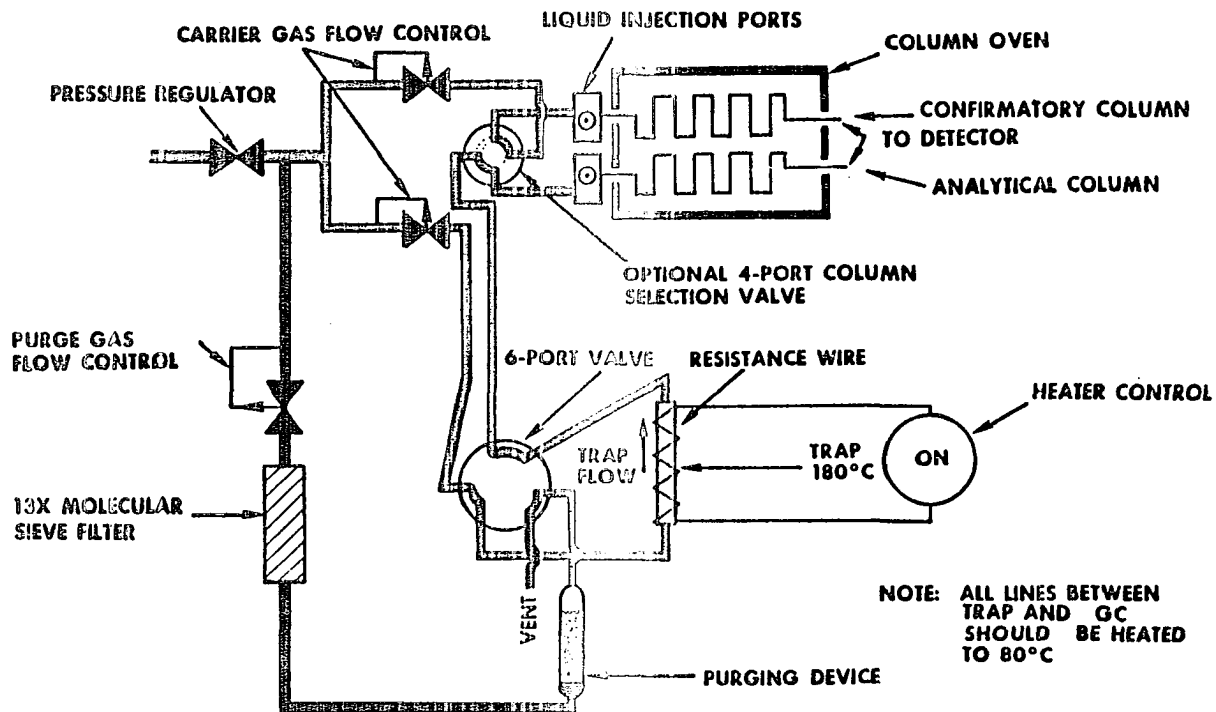 LIQUID INJECTION PORTS
CARRIER GAS FLOW CONTROL
COLUMN OVEN
PRESSURE REGULATOR
CONFIRMATORY COLUMN
TO DETECTOR
ANALYTICAL COLUMN
OPTIONAL 4-PORT COLUMN
SELECTION VALVE
PURGE GAS
FLOW CONTROL
6-PORT VALVE
RESISTANCE WIRE
HEATER CONTROL
TRAP
FLOW
TRAP
180°C
ON
13X MOLECULAR
SIEVE FILTER
VENT
NOTE: ALL LINES BETWEEN
TRAP AND GC
SHOULD BE HEATED
TO 80°C
PURGING DEVICE